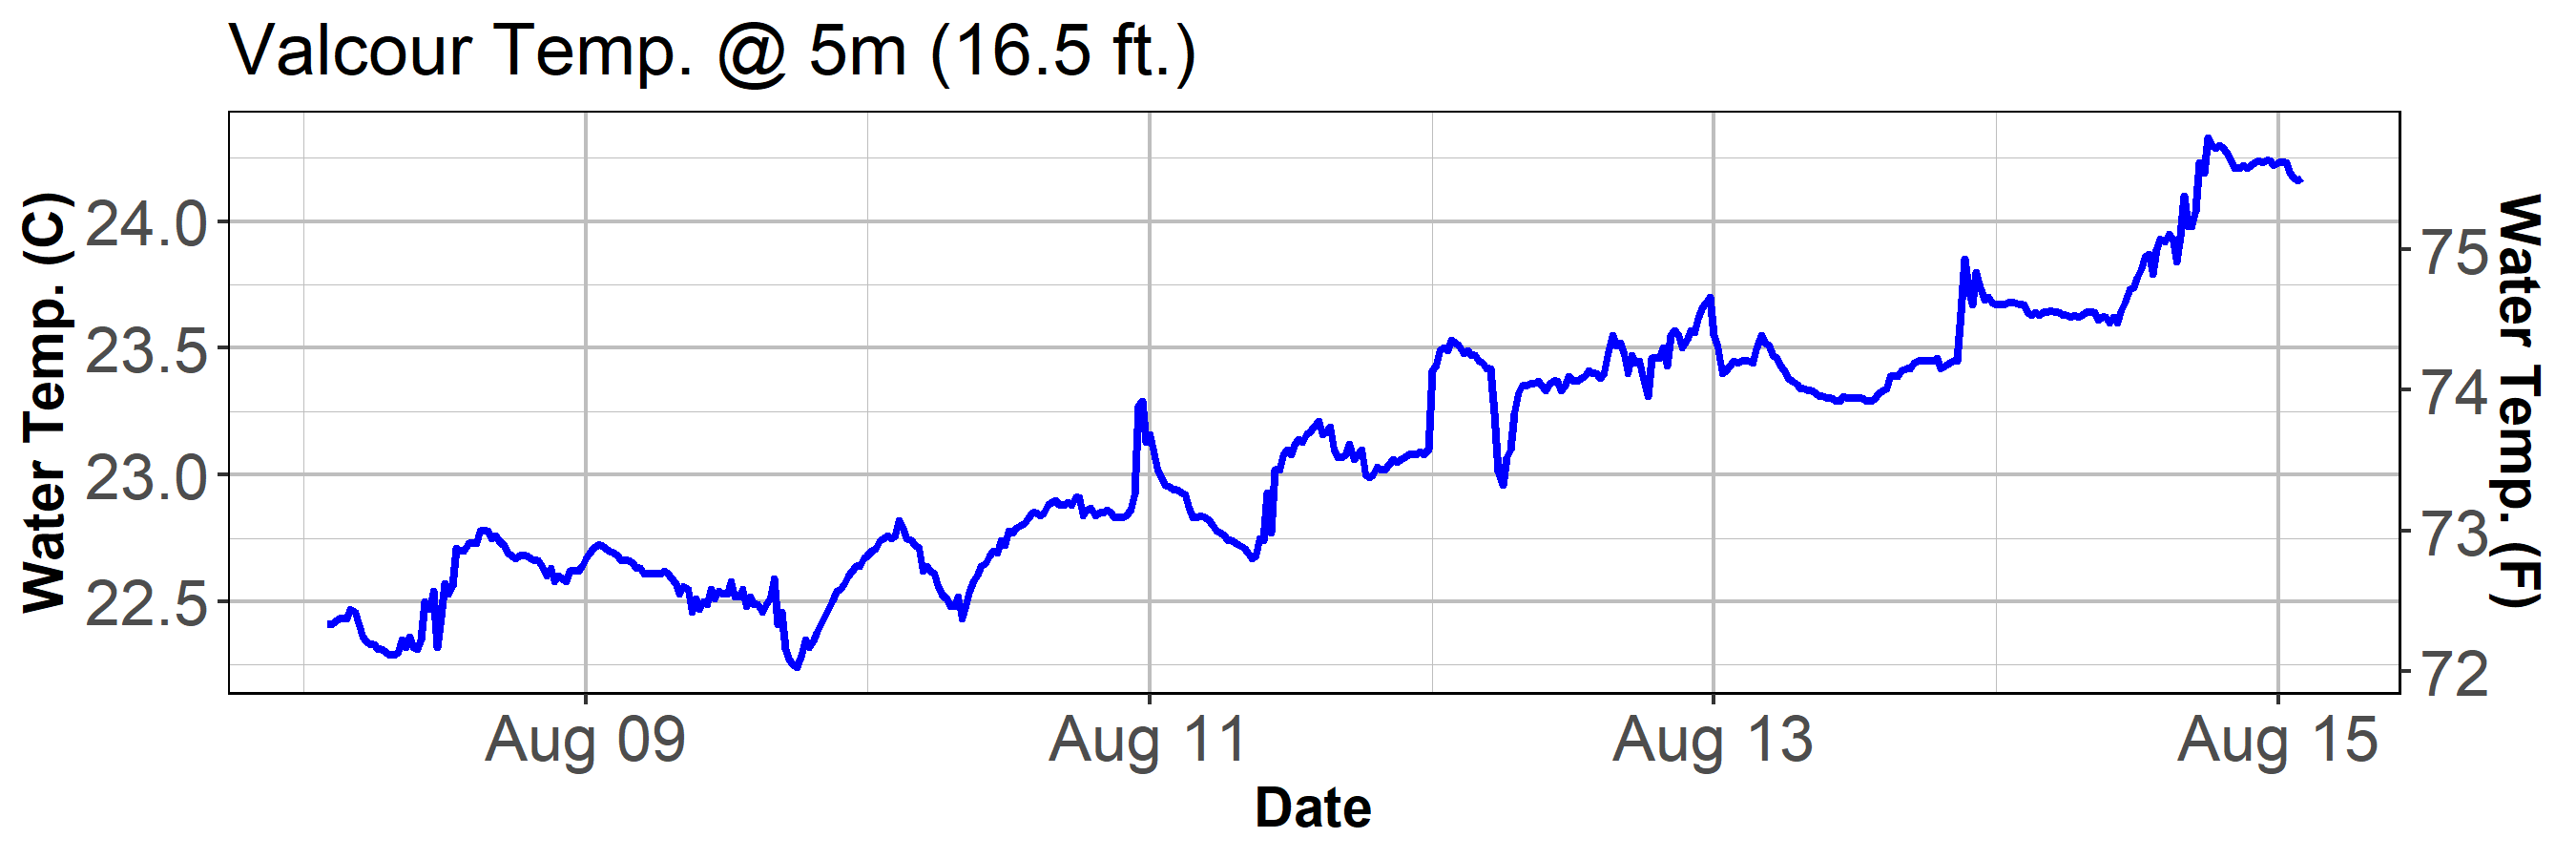 Valcour Temp. @ 5m (16.5 ft.)
Water Temp. (C)
24.0
23.5
23.0
22.5
75
74
73
72
Water Temp. (F)
Aug 09 Aug 11 Aug 13 Aug 15
Date